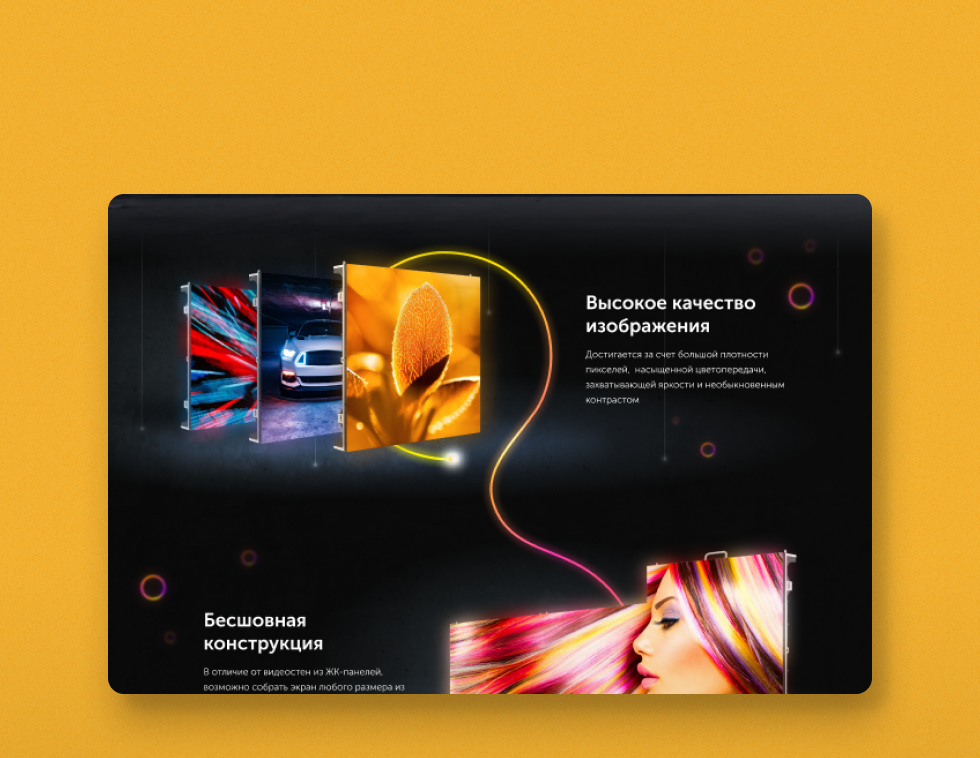 Высокое качество
изображения
Достигается за счет большой плотности
пикселей, насыщенной цветопередачи,
захватывающей яркости и необыкновенным
контрастом
Бесшовная
конструкция
В отличие от видеостен из ЖК-панелей,
возможно собрать экран любого размера из